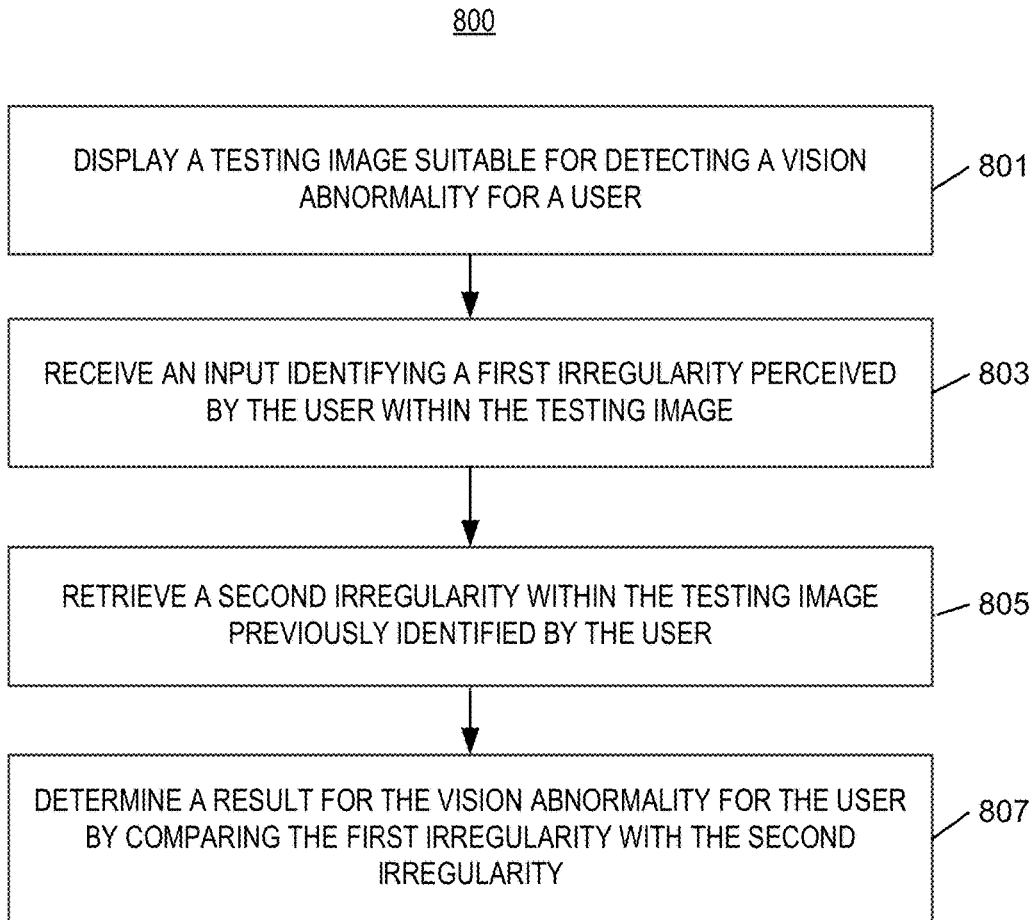 800
DISPLAY A TESTING IMAGE SUITABLE FOR DETECTING A VISION
ABNORMALITY FOR A USER
801
RECEIVE AN INPUT IDENTIFYING A FIRST IRREGULARITY PERCEIVED
BY THE USER WITHIN THE TESTING IMAGE
803
RETRIEVE A SECOND IRREGULARITY WITHIN THE TESTING IMAGE
PREVIOUSLY IDENTIFIED BY THE USER
805
DETERMINE A RESULT FOR THE VISION ABNORMALITY FOR THE USER
BY COMPARING THE FIRST IRREGULARITY WITH THE SECOND
IRREGULARITY
807